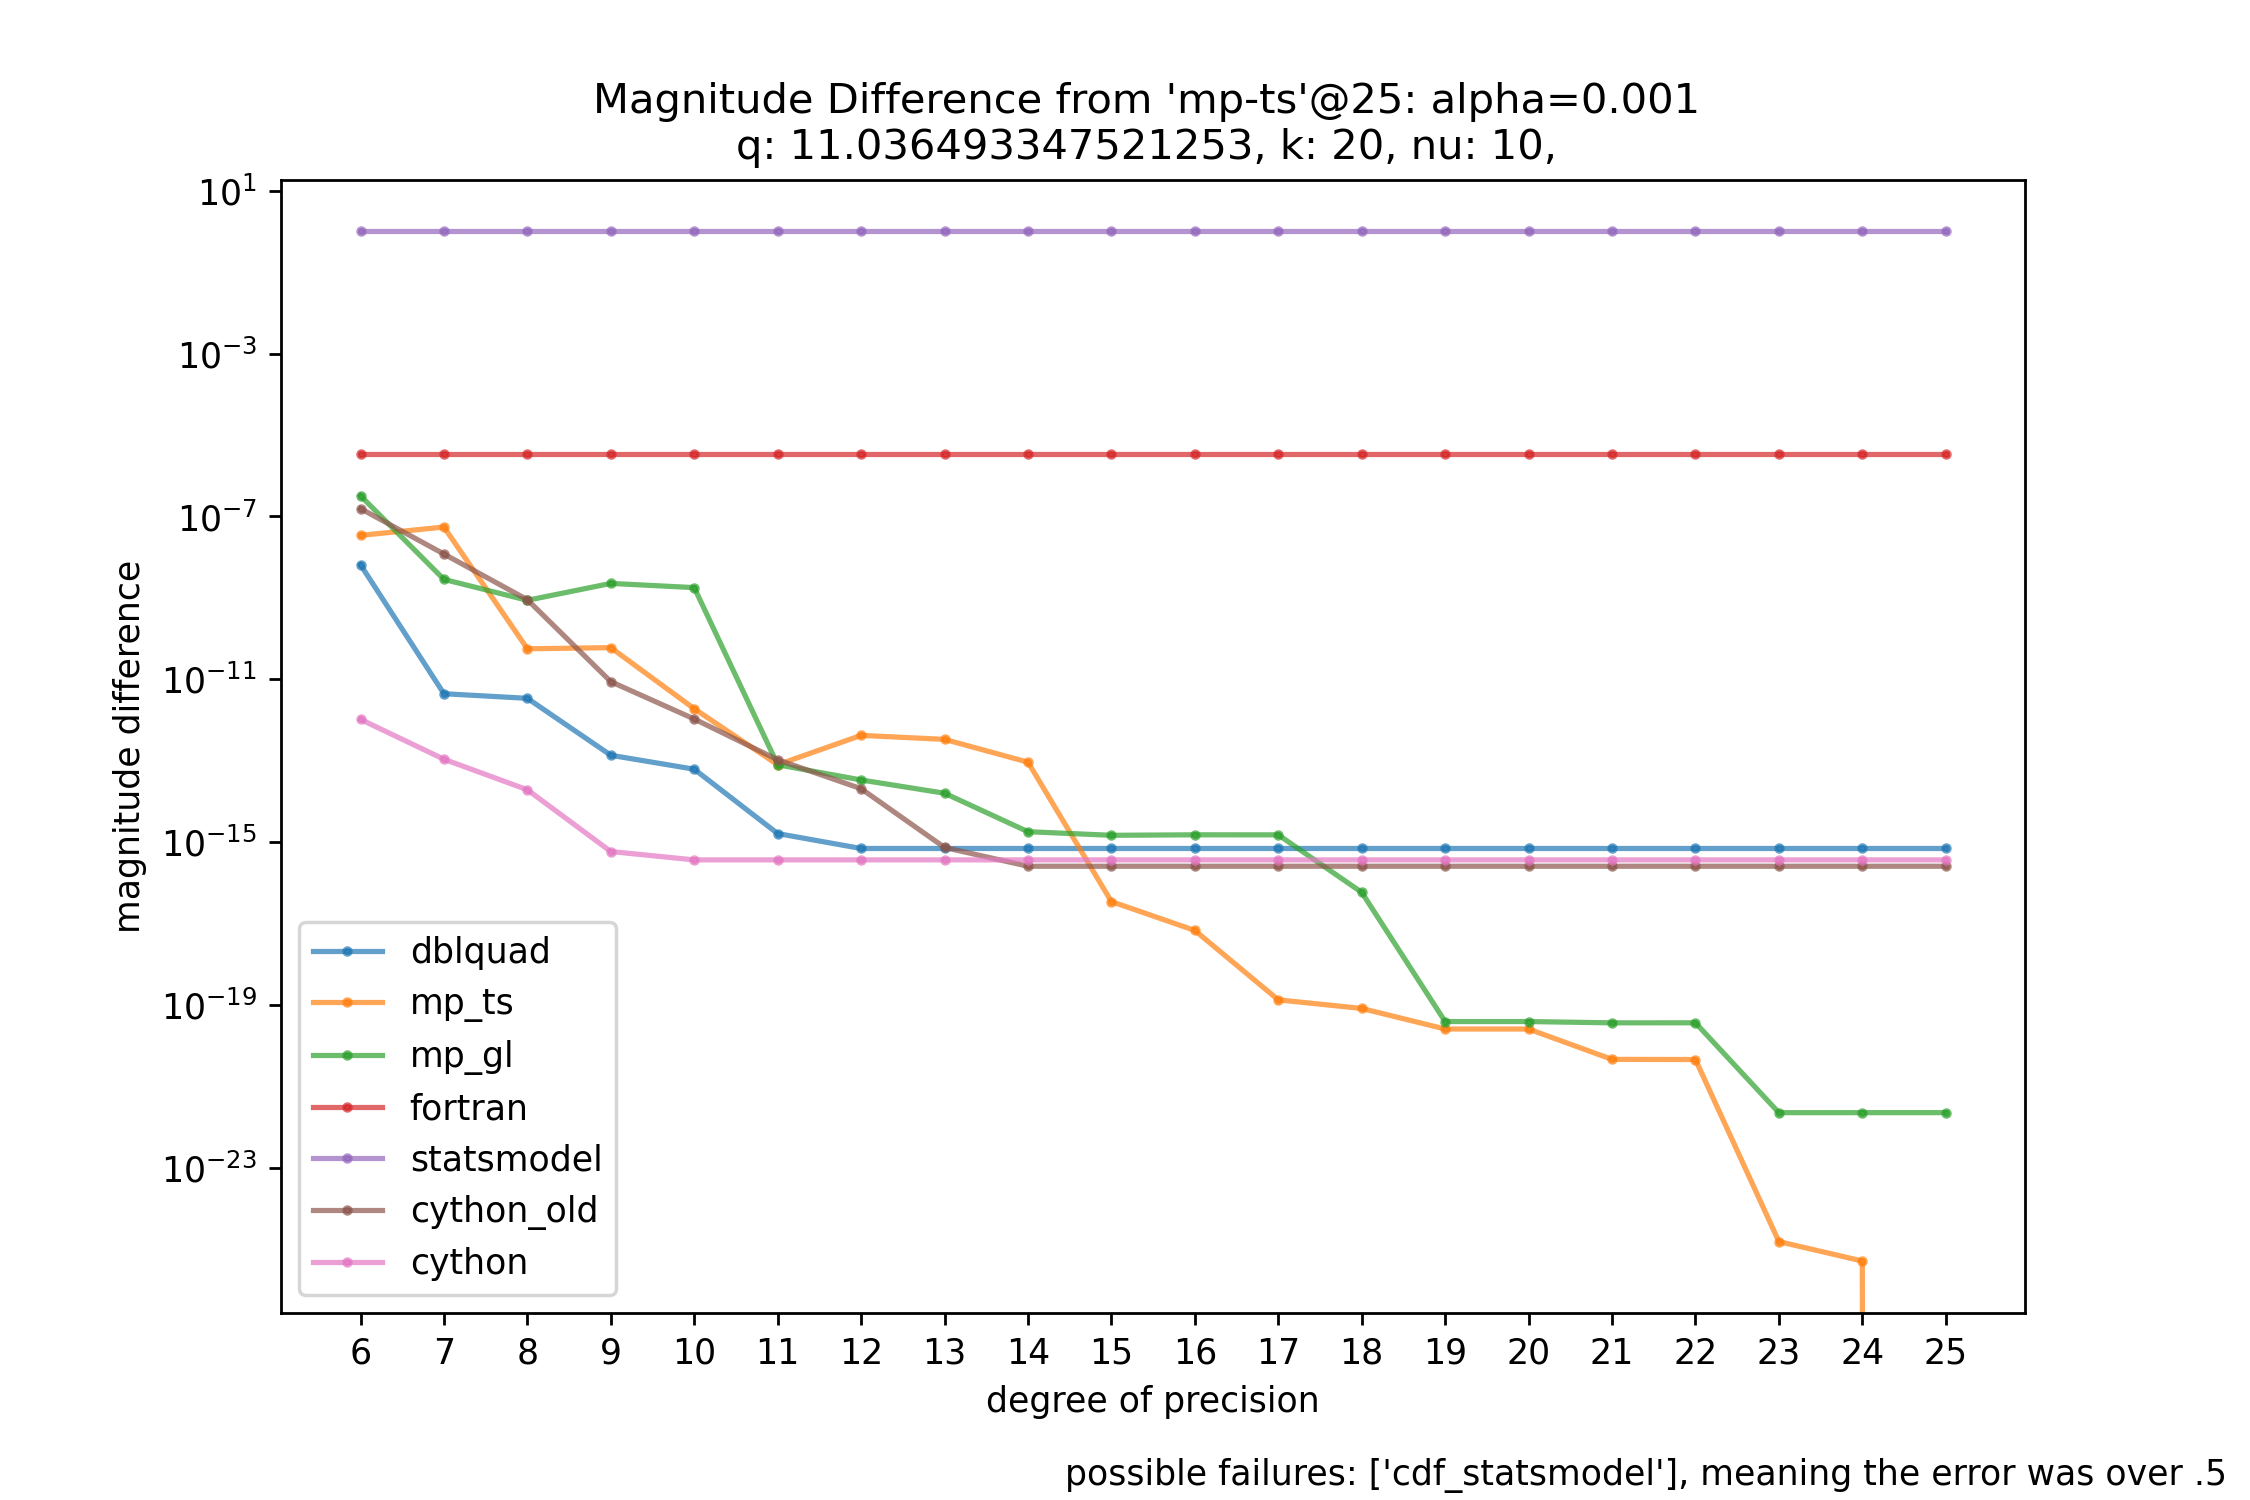 Magnitude Difference from 'mp-ts'@25: alpha=0.001
q: 11.036493347521253, k: 20, nu: 10,
magnitude difference
10¹
10⁻³
10⁻⁷
10⁻¹¹
10⁻¹⁵
10⁻¹⁹
10⁻²³
dblquad
mp_ts
mp_gl
fortran
statsmodel
cython_old
cython
6 7 8 9 10 11 12 13 14 15 16 17 18 19 20 21 22 23 24 25
degree of precision
possible failures: ['cdf_statsmodel'], meaning the error was over .5